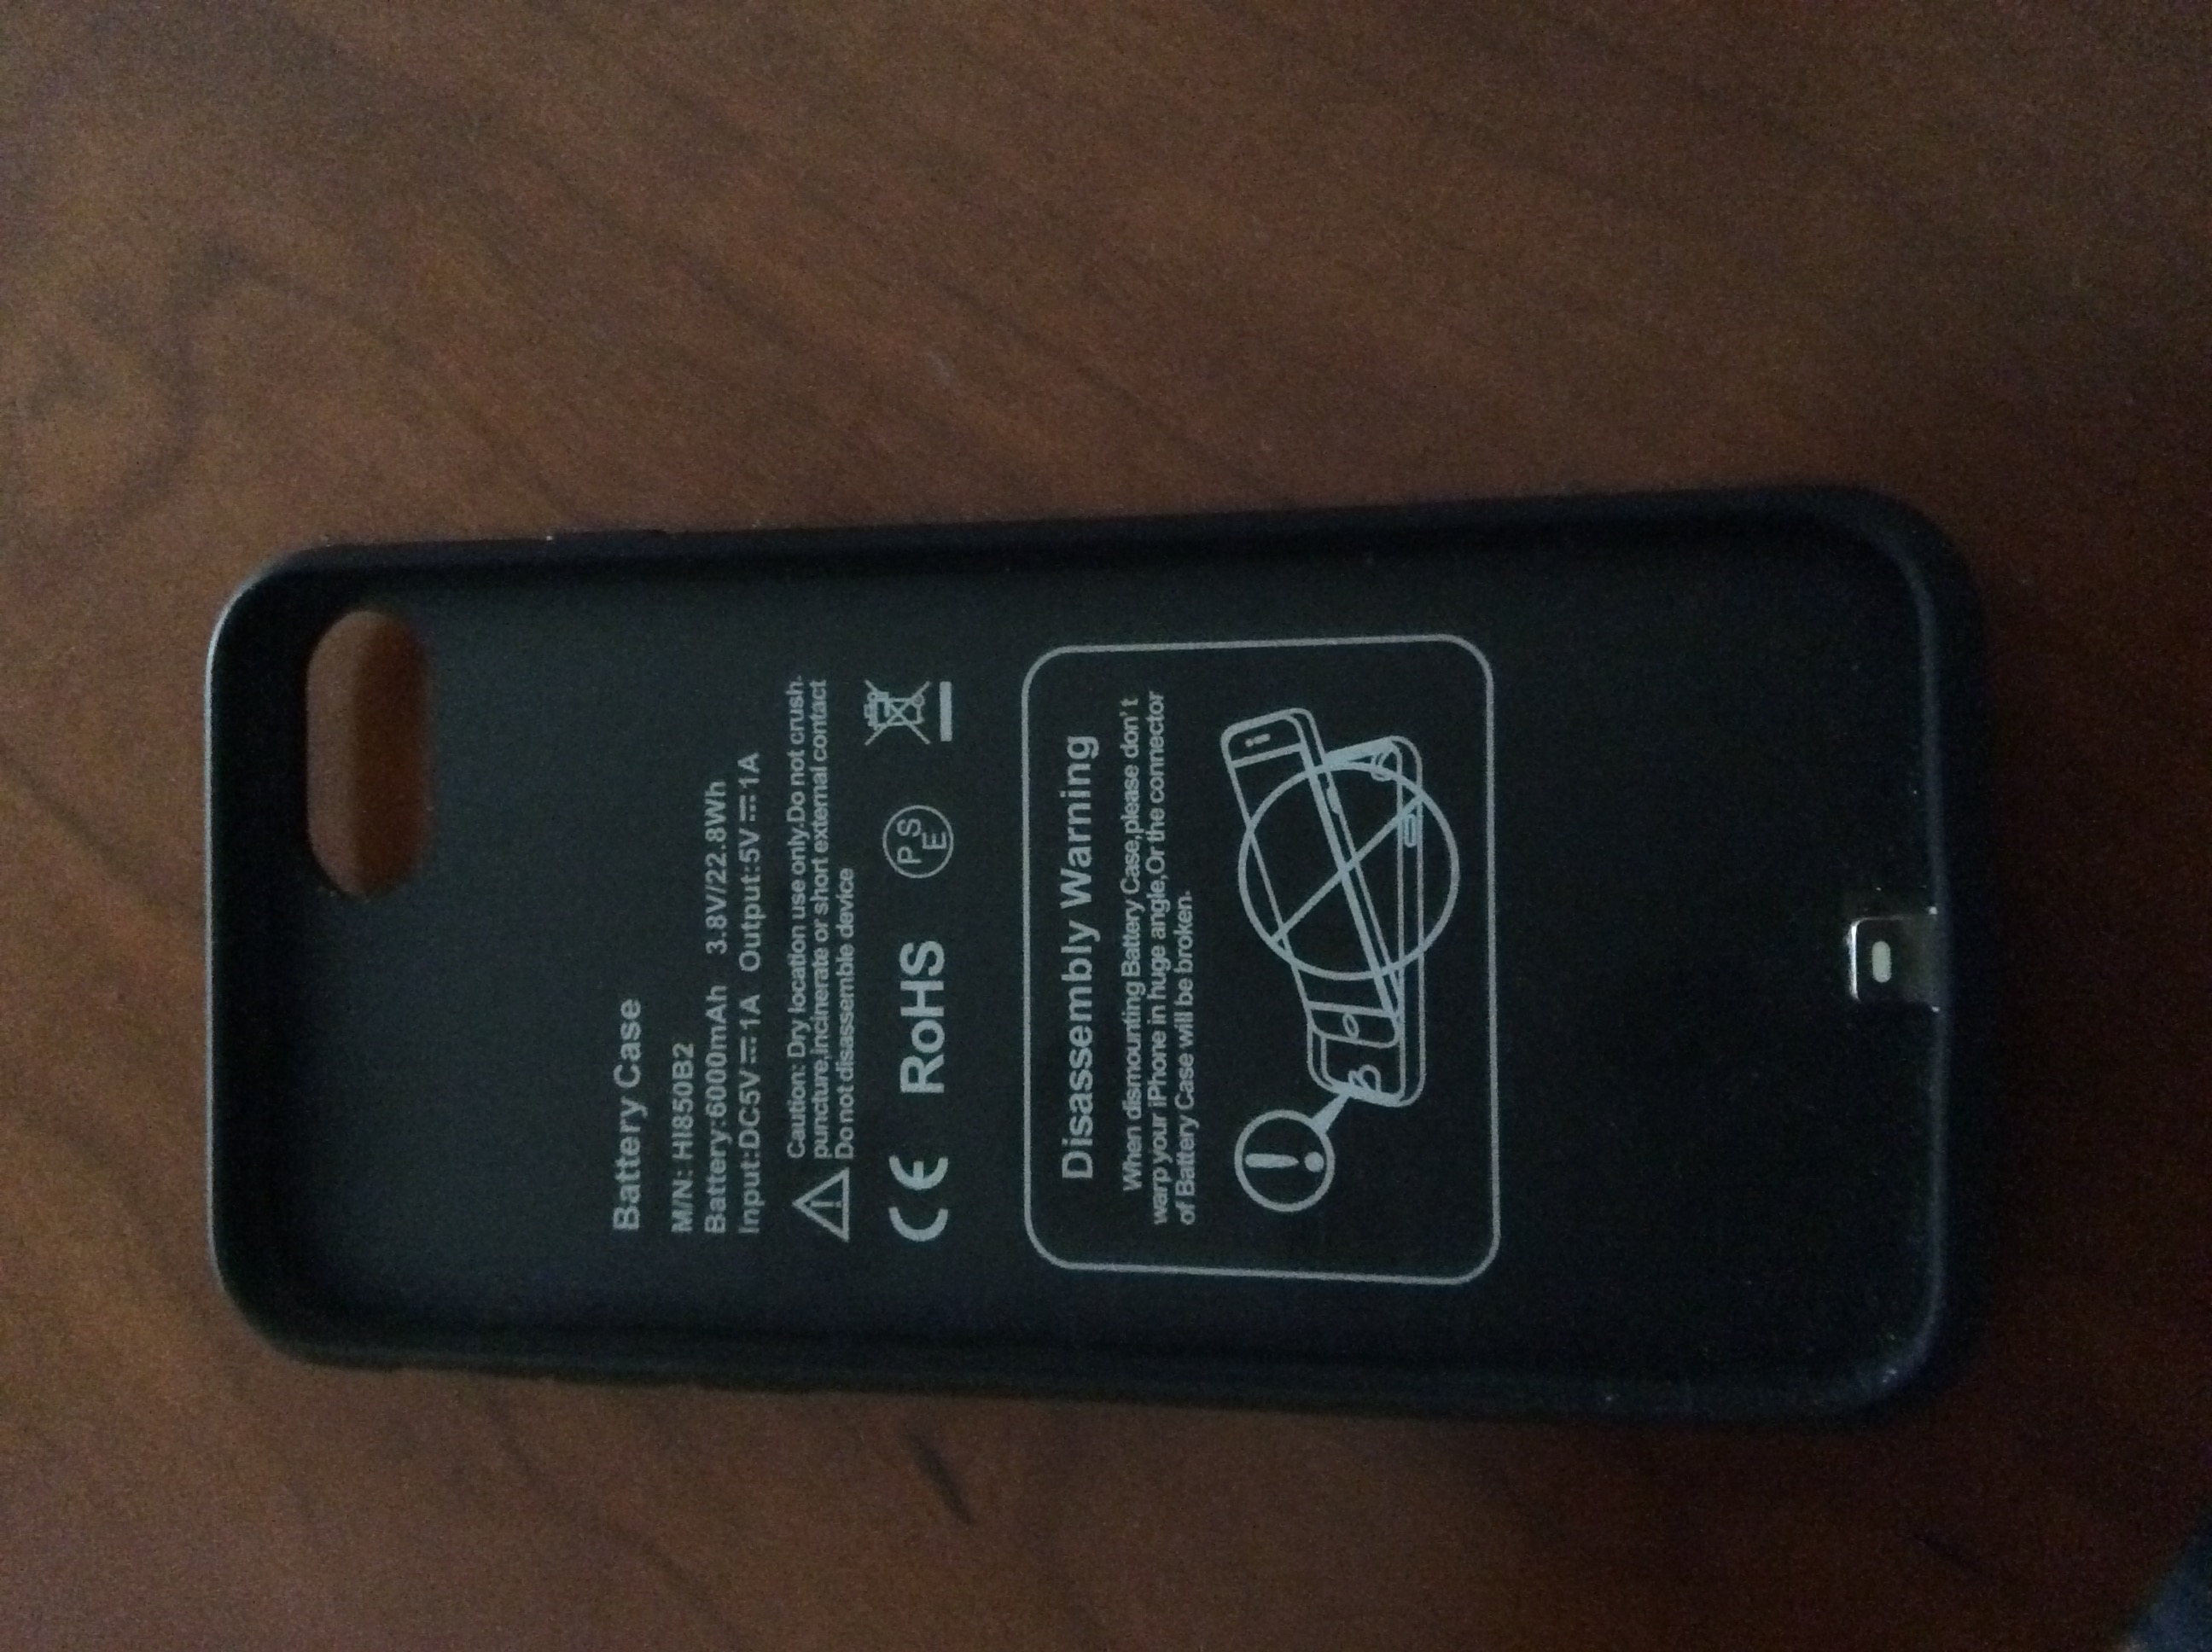 Battery Case
M/N: HI850B2
Battery:6000mAh 3.8V/22.8Wh
Input:DC5V⎓1A Output:5V⎓1A
Caution: Dry location use only.Do not crush.
puncture,incinerate or short external contact
Do not disassemble device
CE RoHS PSE
Disassembly Warning
When dismounting Battery Case,please don't
warp your iPhone in huge angle,Or the connector
of Battery Case will be broken.